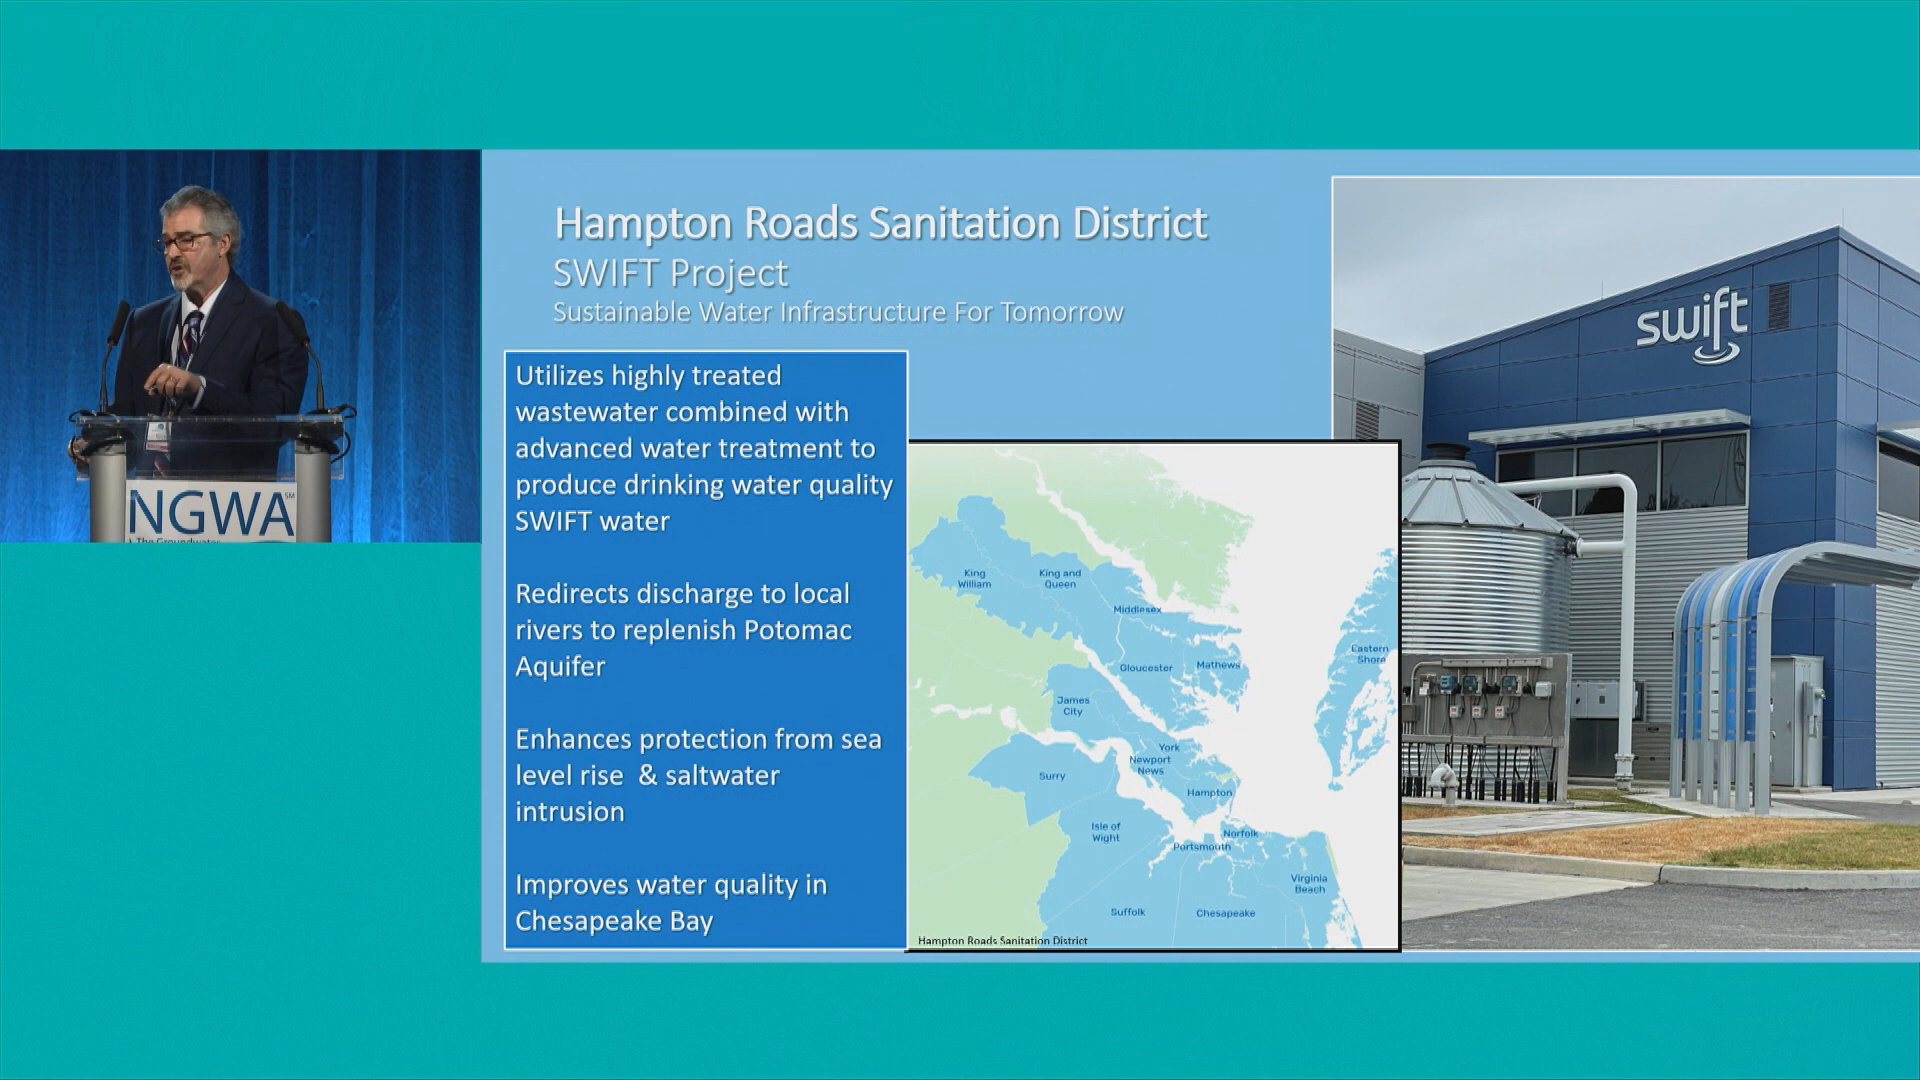 Hampton Roads Sanitation District
SWIFT Project
Sustainable Water Infrastructure For Tomorrow
Utilizes highly treated
wastewater combined with
advanced water treatment to
produce drinking water quality
SWIFT water
Redirects discharge to local
rivers to replenish Potomac
Aquifer
Enhances protection from sea
level rise & saltwater
intrusion
Improves water quality in
Chesapeake Bay
King
William
King and
Queen
Middlesex
Gloucester
Mathews
Eastern
Shore
James
City
York
Newport
News
Surry
Hampton
Isle of
Wight
Norfolk
Portsmouth
Virginia
Beach
Suffolk
Chesapeake
Hampton Roads Sanitation District
swift
NGWA SM
The Groundwater